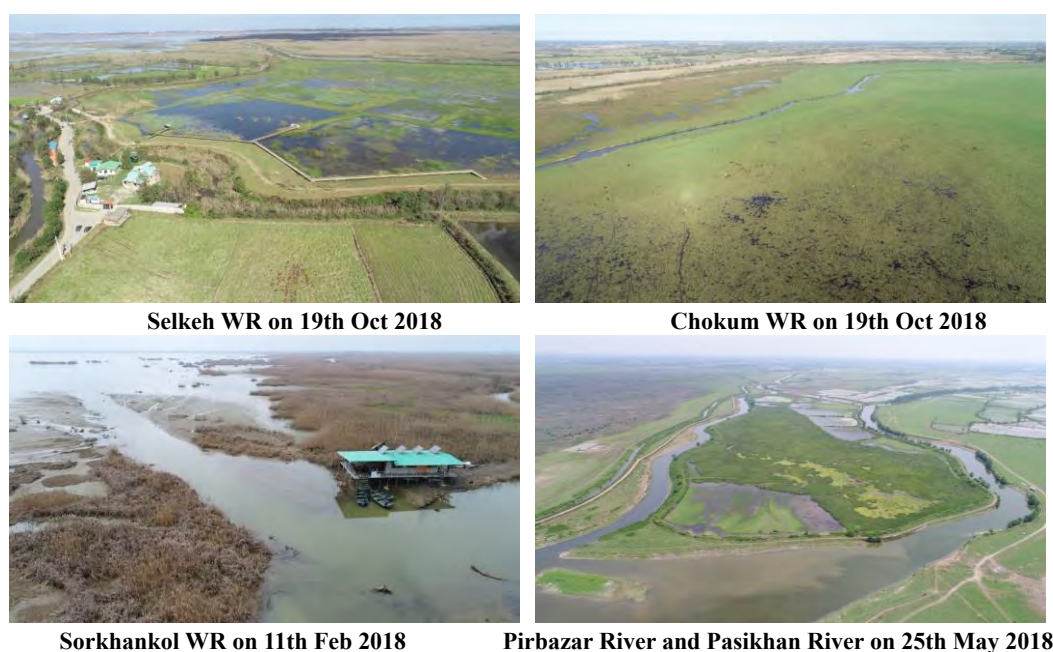 Selkeh WR on 19th Oct 2018
Chokum WR on 19th Oct 2018
Sorkhankol WR on 11th Feb 2018
Pirbazar River and Pasikhan River on 25th May 2018